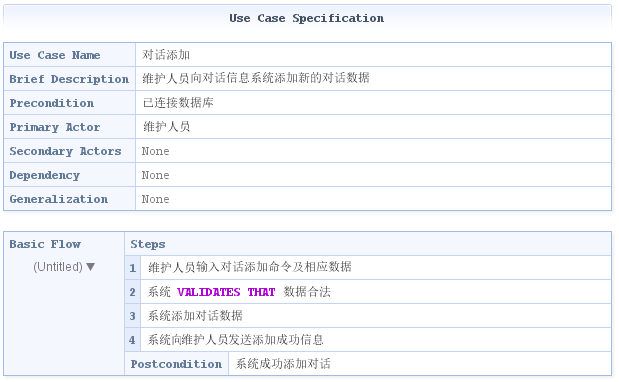 Use Case Specification
Use Case Name 对话添加
Brief Description 维护人员向对话信息系统添加新的对话数据
Precondition 已连接数据库
Primary Actor 维护人员
Secondary Actors None
Dependency None
Generalization None
Basic Flow Steps
(Untitled) ▼
1 维护人员输入对话添加命令及相应数据
2 系统 VALIDATES THAT 数据合法
3 系统添加对话数据
4 系统向维护人员发送添加成功信息
Postcondition 系统成功添加对话